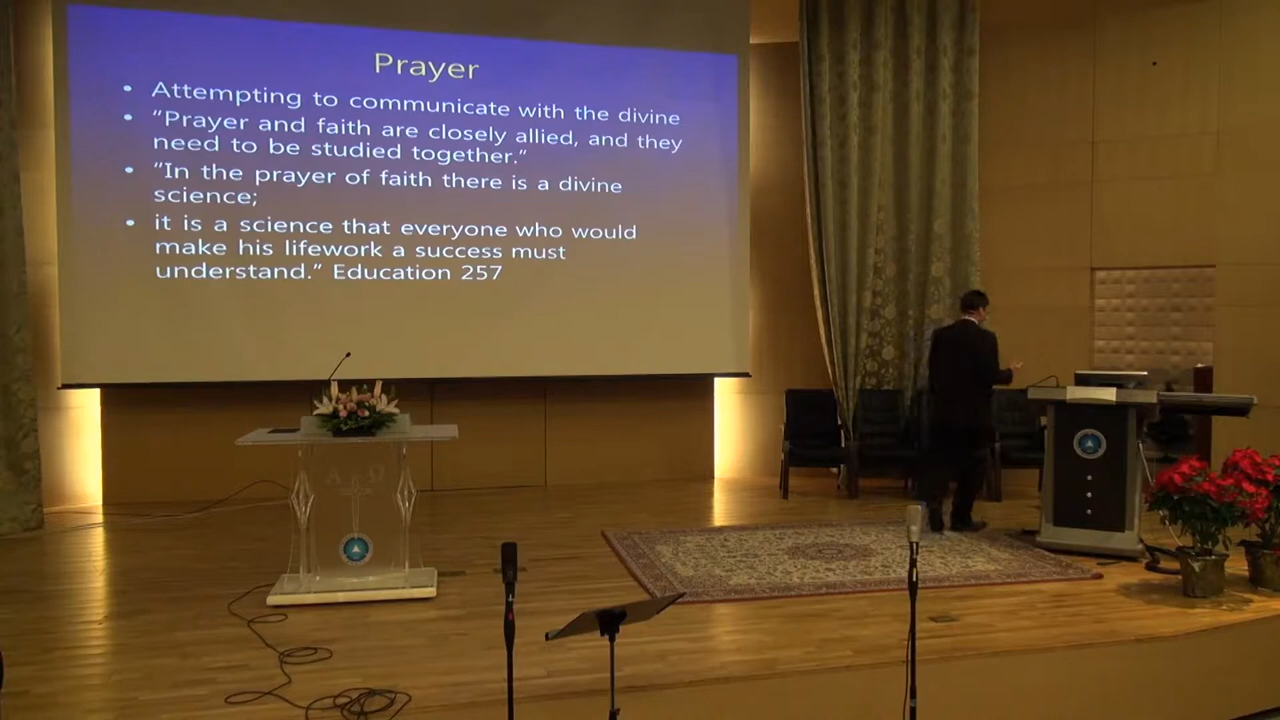 Prayer
• Attempting to communicate with the divine
• “Prayer and faith are closely allied, and they
need to be studied together.”
• “In the prayer of faith there is a divine
science;
• it is a science that everyone who would
make his lifework a success must
understand.” Education 257
Α Ω